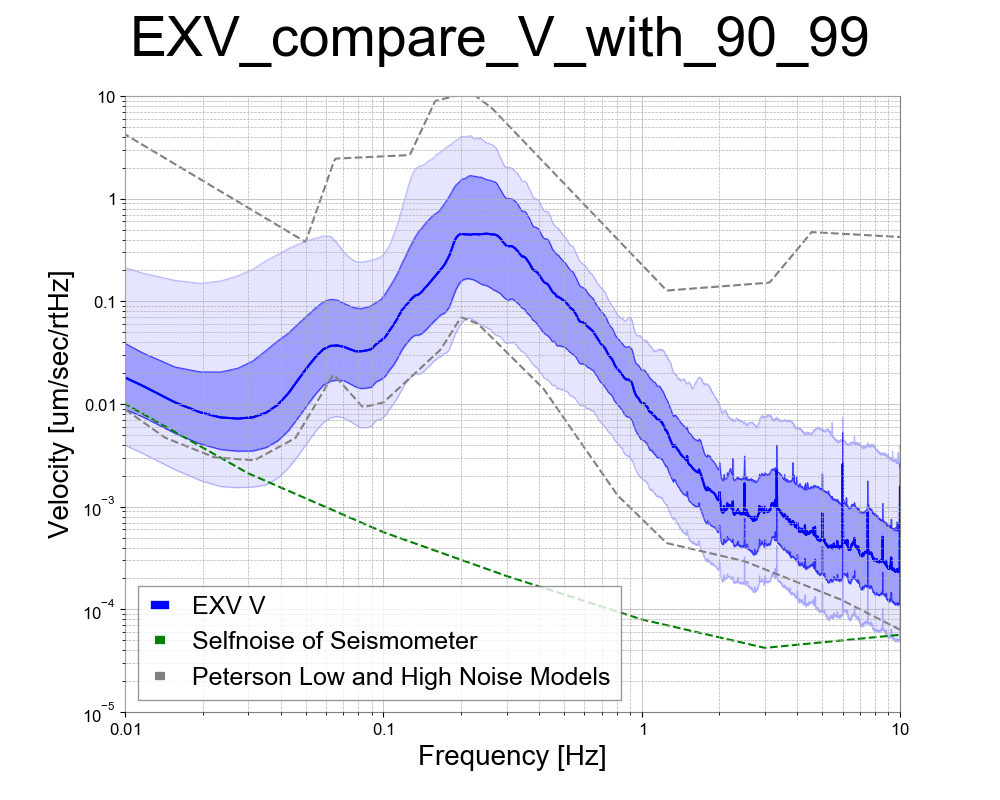 EXV_compare_V_with_90_99
Velocity [um/sec/rtHz]
10
1
0.1
0.01
10⁻³
10⁻⁴
10⁻⁵
EXV V
Selfnoise of Seismometer
Peterson Low and High Noise Models
0.01
0.1
1
10
Frequency [Hz]